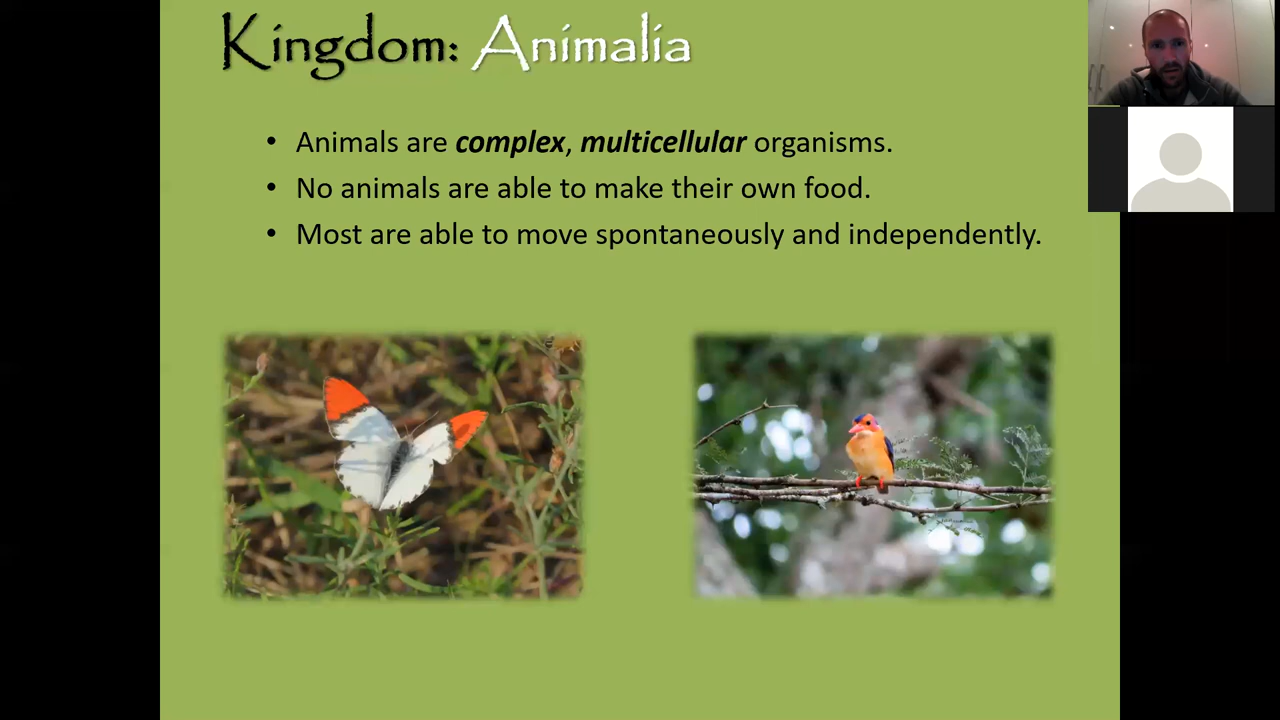 Kingdom: Animalia
• Animals are complex, multicellular organisms.
• No animals are able to make their own food.
• Most are able to move spontaneously and independently.